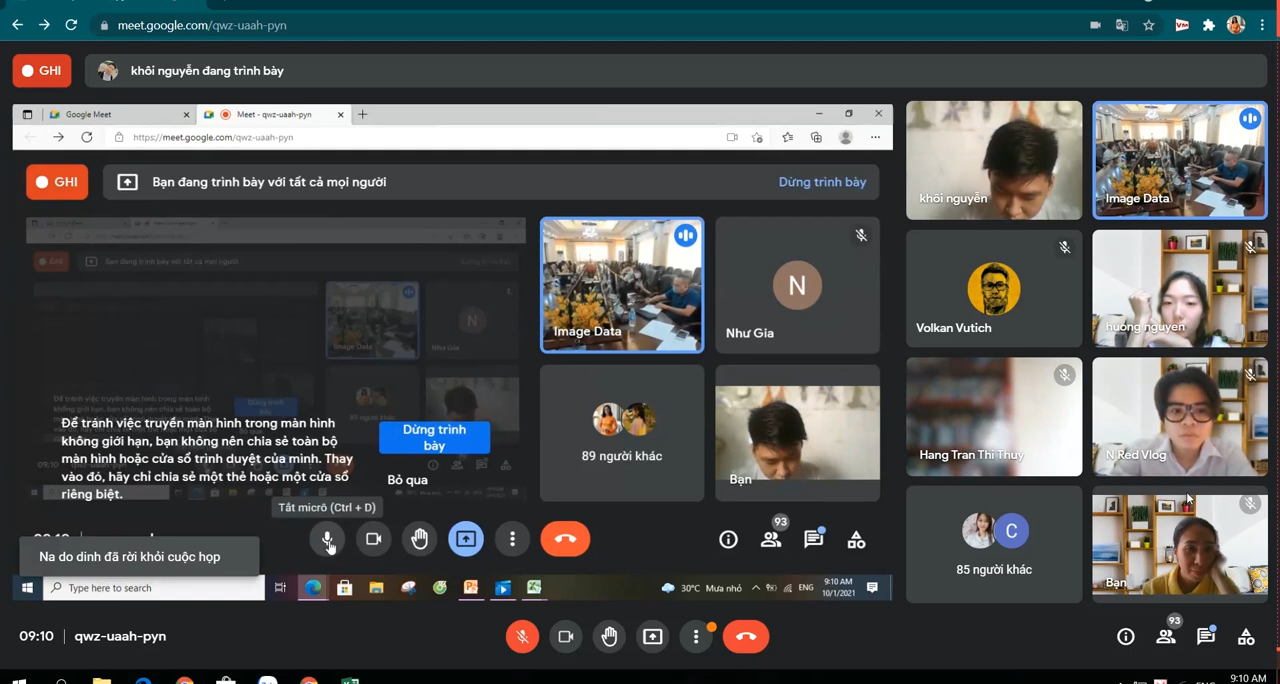 meet.google.com/qwz-uaah-pyn
GHI
khôi nguyễn đang trình bày
Google Meet
Meet - qwz-uaah-pyn
https://meet.google.com/qwz-uaah-pyn
GHI
Bạn đang trình bày với tất cả mọi người
Dừng trình bày
Image Data
N
Như Gia
89 người khác
Bạn
Để tránh việc truyền màn hình trong màn hình
không giới hạn, bạn không nên chia sẻ toàn bộ
màn hình hoặc cửa sổ trình duyệt của mình. Thay
vào đó, hãy chỉ chia sẻ một thẻ hoặc một cửa sổ
riêng biệt.
Dừng trình
bày
Bỏ qua
Tắt micrô (Ctrl + D)
93
Na do dinh đã rời khỏi cuộc họp
Type here to search
30°C Mưa nhỏ
ENG
9:10 AM
10/1/2021
khôi nguyễn
Image Data
Volkan Vutich
huong nguyen
Hang Tran Thi Thuy
N Red Vlog
C
85 người khác
Bạn
09:10
qwz-uaah-pyn
93
9:10 AM